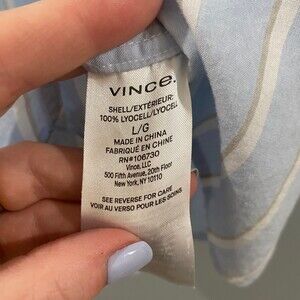 VINCE.
SHELL/EXTÉRIEUR:
100% LYOCELL/LYOCELL
L/G
MADE IN CHINA
FABRIQUÉ EN CHINE
RN#106730
Vince, LLC
500 Fifth Avenue, 20th Floor
New York, NY 10110
SEE REVERSE FOR CARE
VOIR AU VERSO POUR LES SOINS